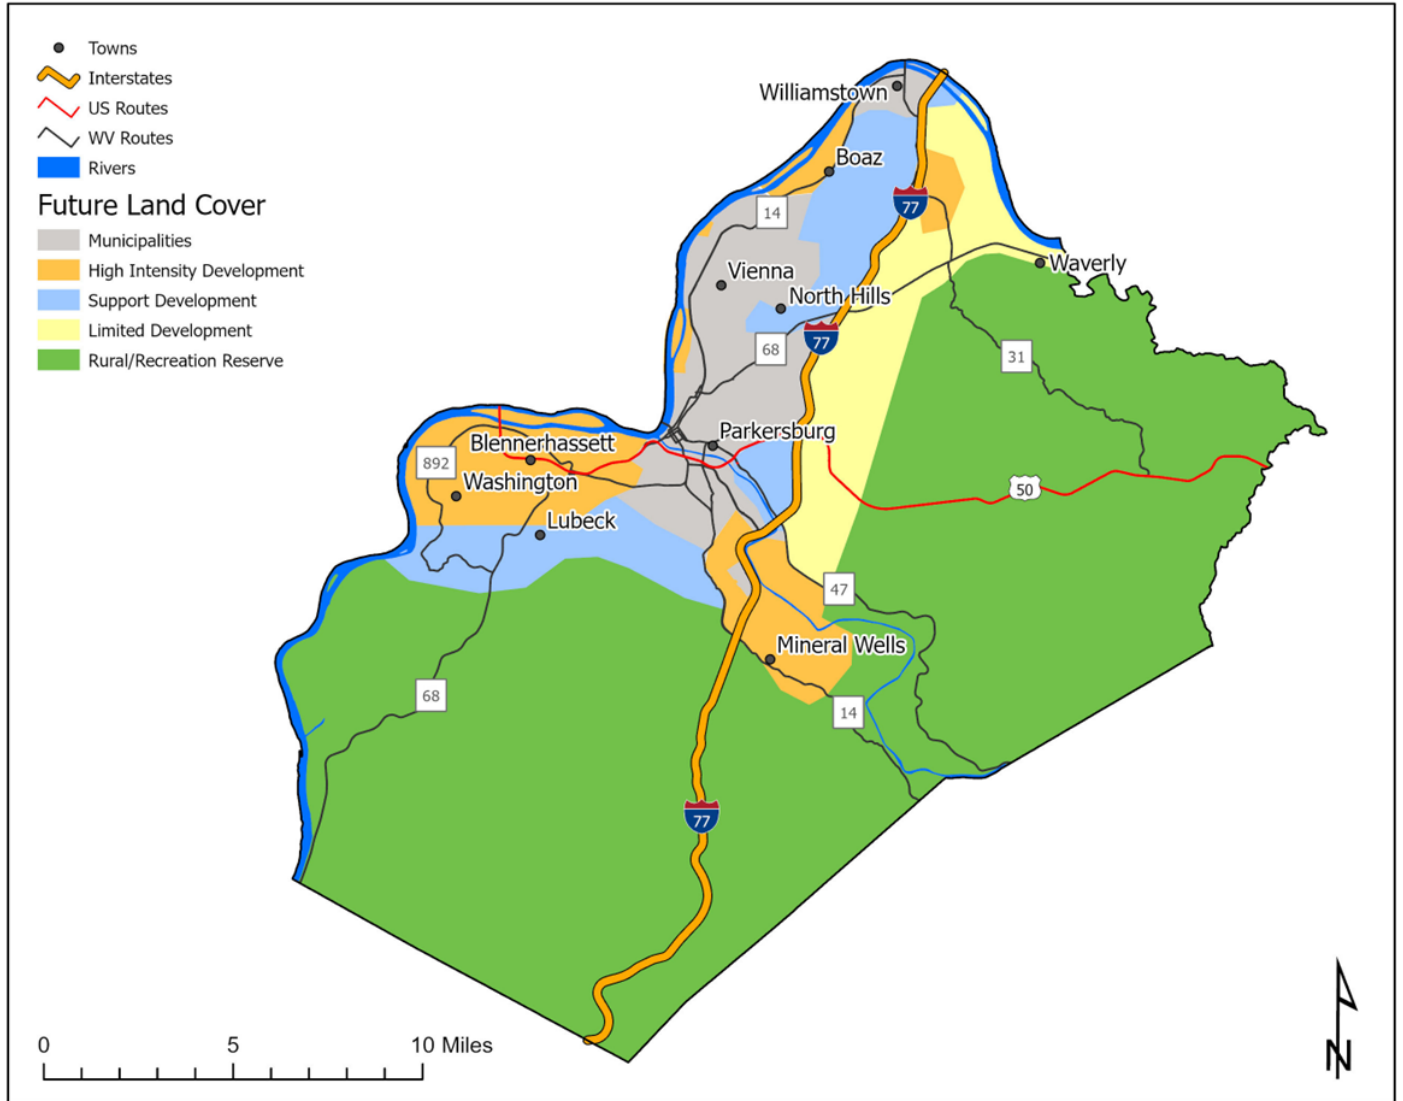 Towns
Interstates
US Routes
WV Routes
Rivers
Future Land Cover
Municipalities
High Intensity Development
Support Development
Limited Development
Rural/Recreation Reserve
Williamstown
Boaz
77
14
Vienna
Waverly
North Hills
77
68
31
Parkersburg
Blennerhassett
892
Washington
50
Lubeck
47
Mineral Wells
68
14
77
0 5 10 Miles
N